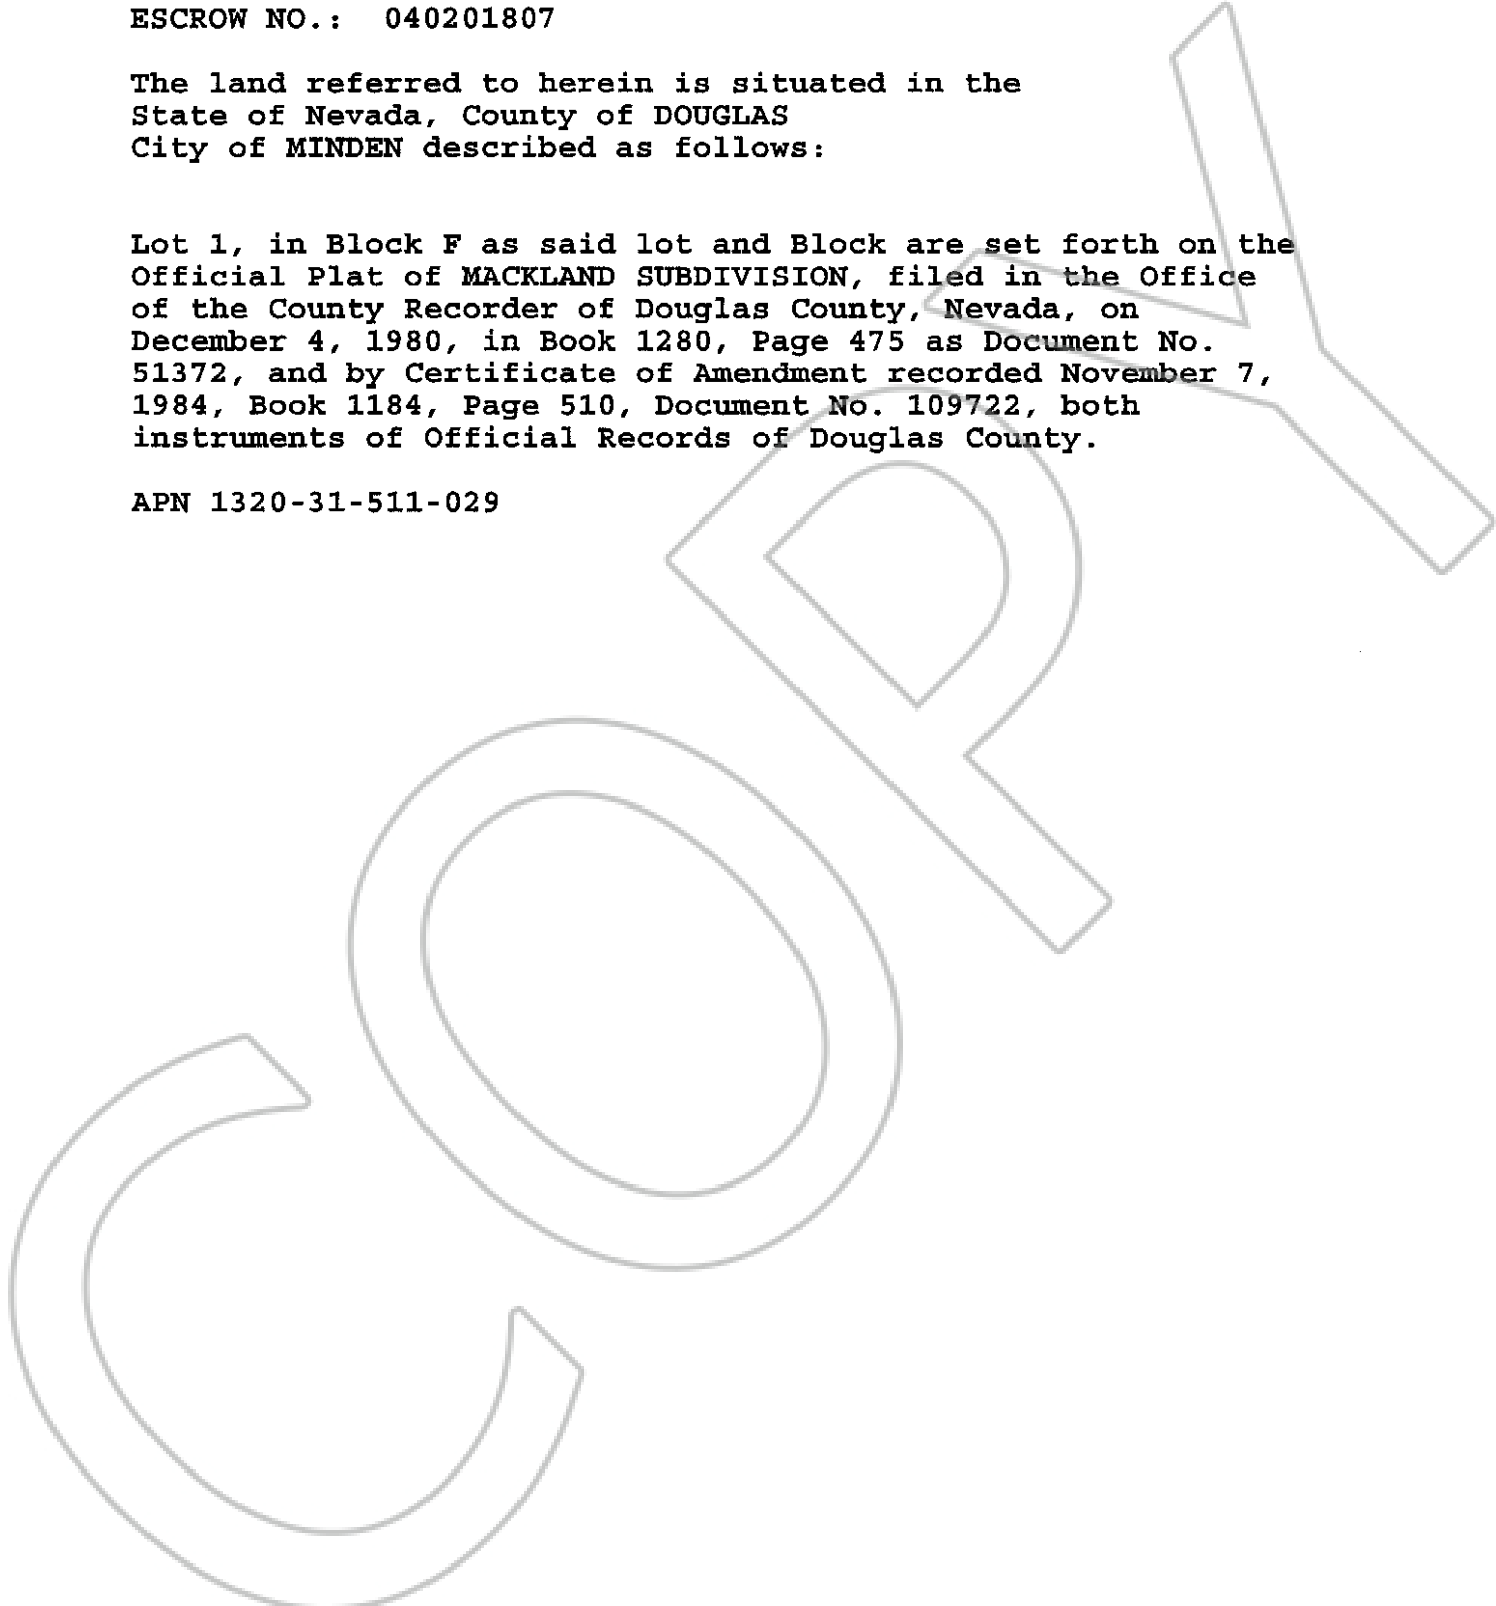 ESCROW NO.: 040201807
The land referred to herein is situated in the
State of Nevada, County of DOUGLAS
City of MINDEN described as follows:
Lot 1, in Block F as said lot and Block are set forth on the
Official Plat of MACKLAND SUBDIVISION, filed in the Office
of the County Recorder of Douglas County, Nevada, on
December 4, 1980, in Book 1280, Page 475 as Document No.
51372, and by Certificate of Amendment recorded November 7,
1984, Book 1184, Page 510, Document No. 109722, both
instruments of Official Records of Douglas County.
APN 1320-31-511-029
COPY